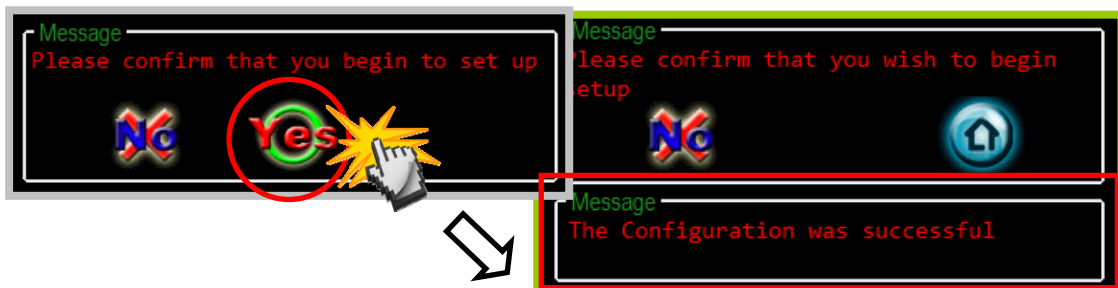 Message
Please confirm that you begin to set up
No
Yes
Message
Please confirm that you wish to begin
setup
No
Message
The Configuration was successful